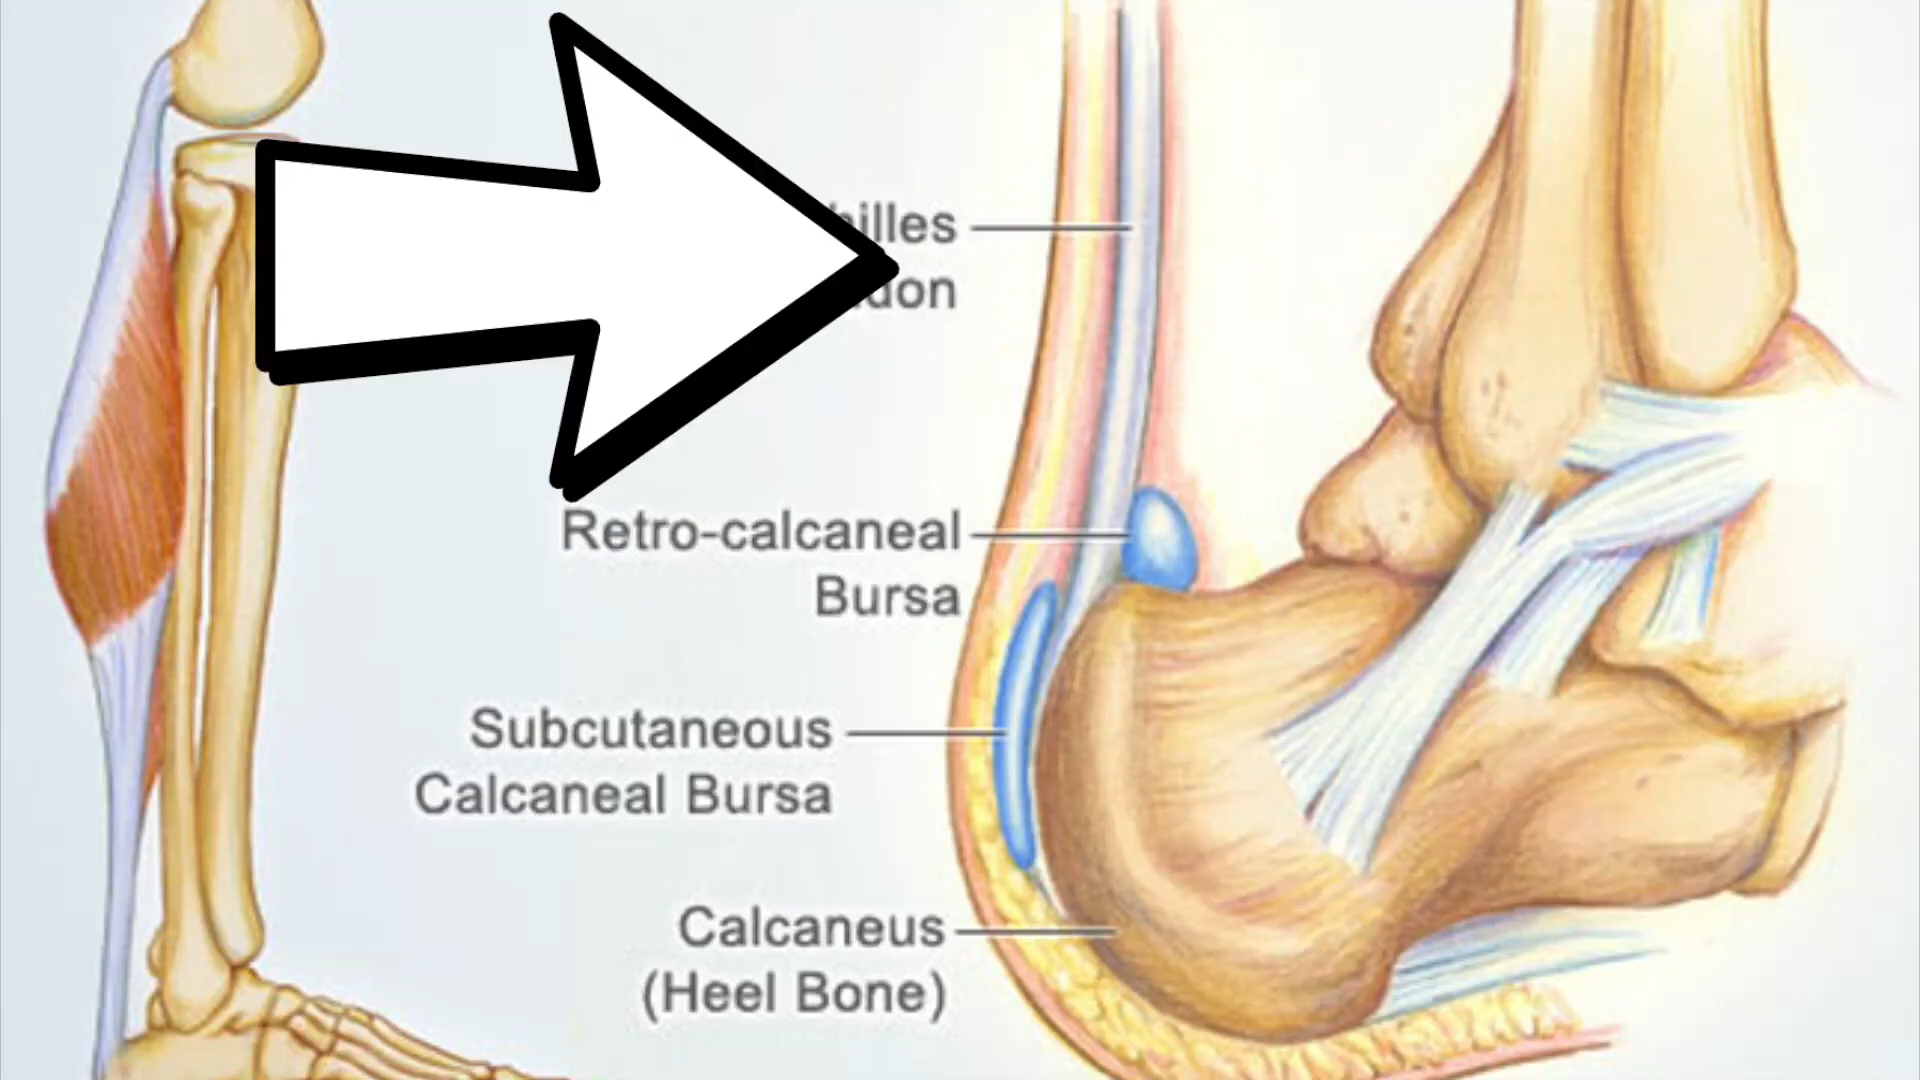 hilles
don
Retro-calcaneal
Bursa
Subcutaneous
Calcaneal Bursa
Calcaneus
(Heel Bone)